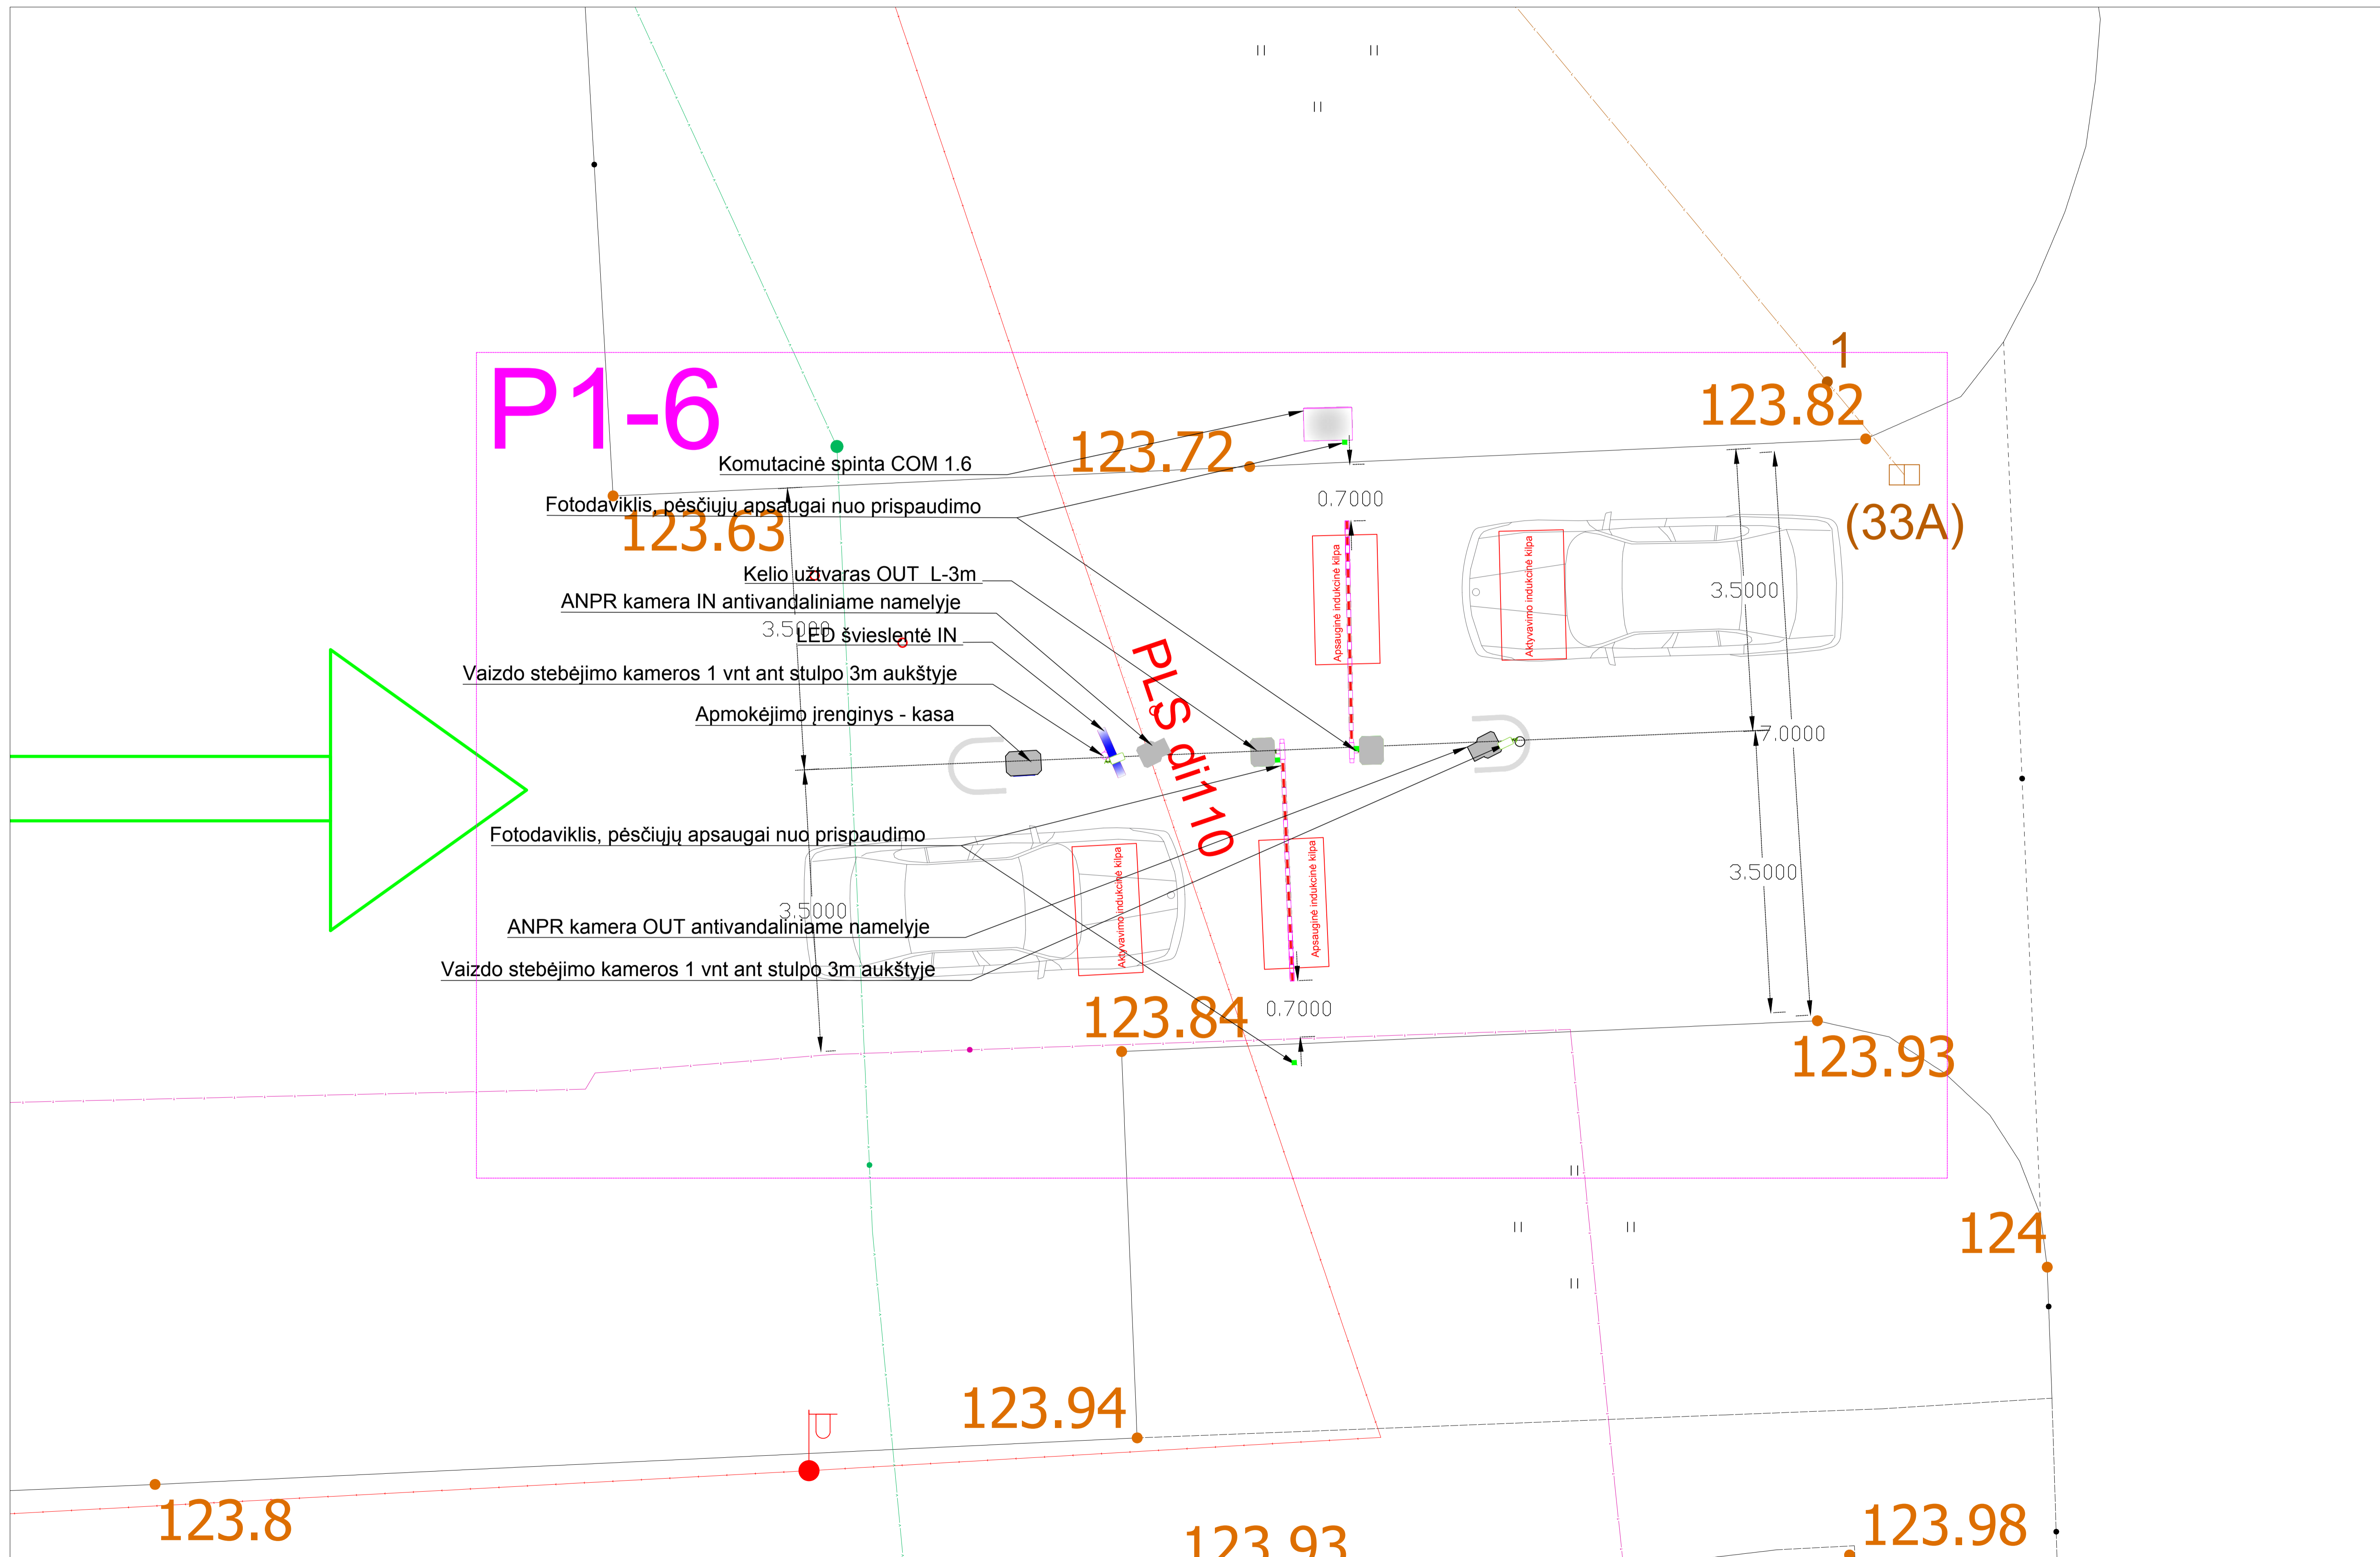 1
P1-6
123.82
123.72
Komutacinė spinta COM 1.6
0.7000
Fotodaviklis, pėsčiųjų apsaugai nuo prispaudimo
123.63
(33A)
Apsauginė indukcinė kilpa
Aktyvavimo indukcinė kilpa
3.5000
Kelio užtvaras OUT L-3m
ANPR kamera IN antivandaliniame namelyje
3.5000
LED švieslentė IN
Vaizdo stebėjimo kameros 1 vnt ant stulpo 3m aukštyje
PLS di110
Apmokėjimo įrenginys - kasa
7.0000
Fotodaviklis, pėsčiųjų apsaugai nuo prispaudimo
Aktyvavimo indukcinė kilpa
Apsauginė indukcinė kilpa
3.5000
3.5000
ANPR kamera OUT antivandaliniame namelyje
Vaizdo stebėjimo kameros 1 vnt ant stulpo 3m aukštyje
0.7000
123.84
123.93
124
123.94
123.8
123.93
123.98